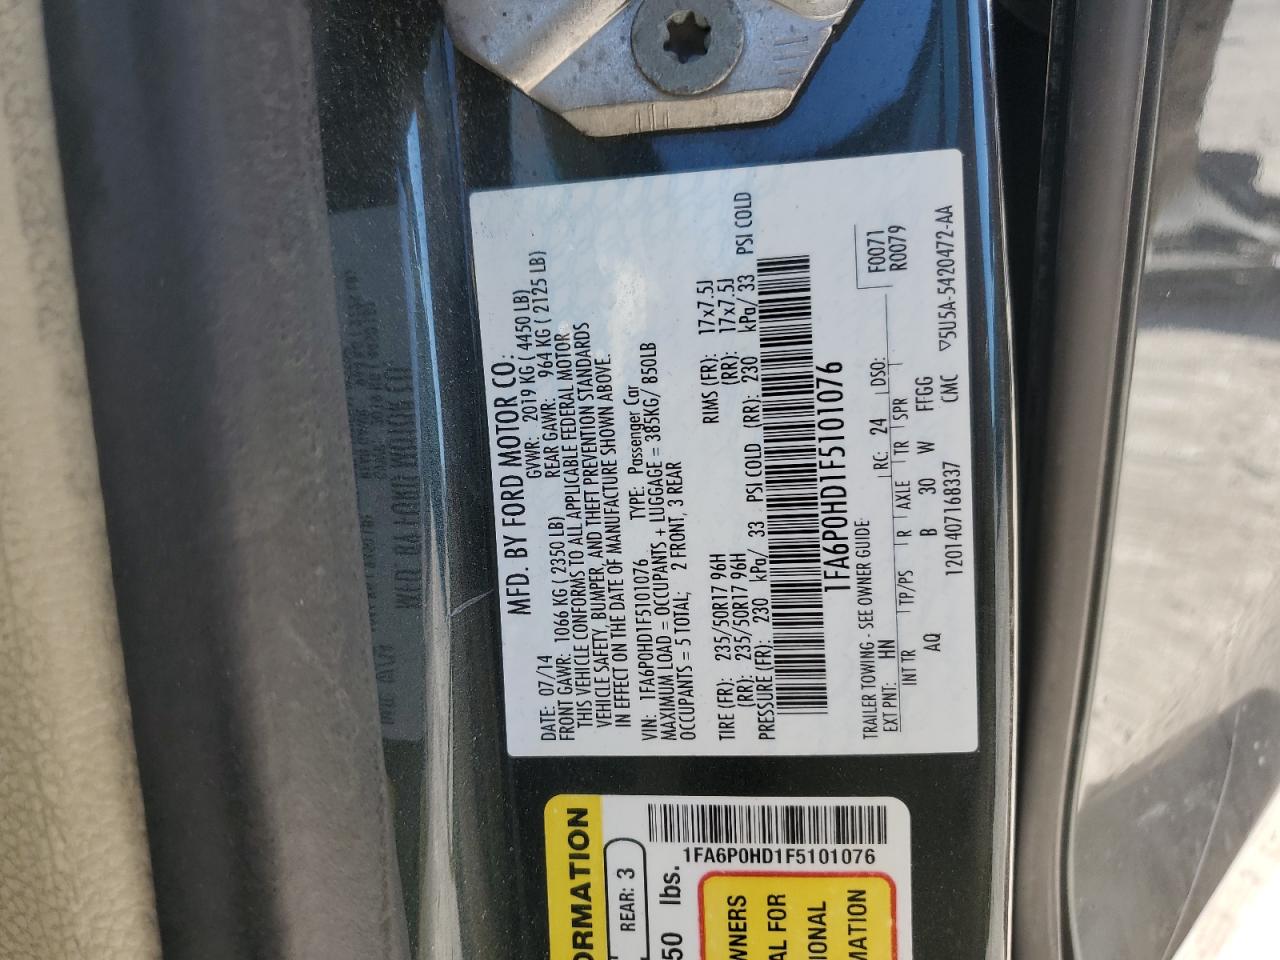 MFD. BY FORD MOTOR CO.
DATE: 07/14 GVWR: 2019 KG ( 4450 LB)
FRONT GAWR: 1066 KG ( 2350 LB) REAR GAWR: 964 KG ( 2125 LB)
THIS VEHICLE CONFORMS TO ALL APPLICABLE FEDERAL MOTOR
VEHICLE SAFETY, BUMPER, AND THEFT PREVENTION STANDARDS
IN EFFECT ON THE DATE OF MANUFACTURE SHOWN ABOVE.
VIN: 1FA6P0HD1F5101076 TYPE: Passenger Car
MAXIMUM LOAD = OCCUPANTS + LUGGAGE = 385KG/ 850LB
OCCUPANTS = 5 TOTAL; 2 FRONT, 3 REAR
TIRE (FR): 235/50R17 96H RIMS (FR): 17x7.5J
(RR): 235/50R17 96H (RR): 17x7.5J
PRESSURE (FR): 230 kPa/ 33 PSI COLD (RR): 230 kPa/ 33 PSI COLD
1FA6P0HD1F5101076
TRAILER TOWING - SEE OWNER GUIDE
EXT PNT: HN RC: 24 DSO: F0071
R0079
INT TR TP/PS R AXLE TR SPR
AQ B 30 W FFGG
1201407168337 CMC ▽5U5A-5420472-AA
ORMATION
REAR: 3
50 lbs.
1FA6P0HD1F5101076
WNERS
AL FOR
IONAL
MATION